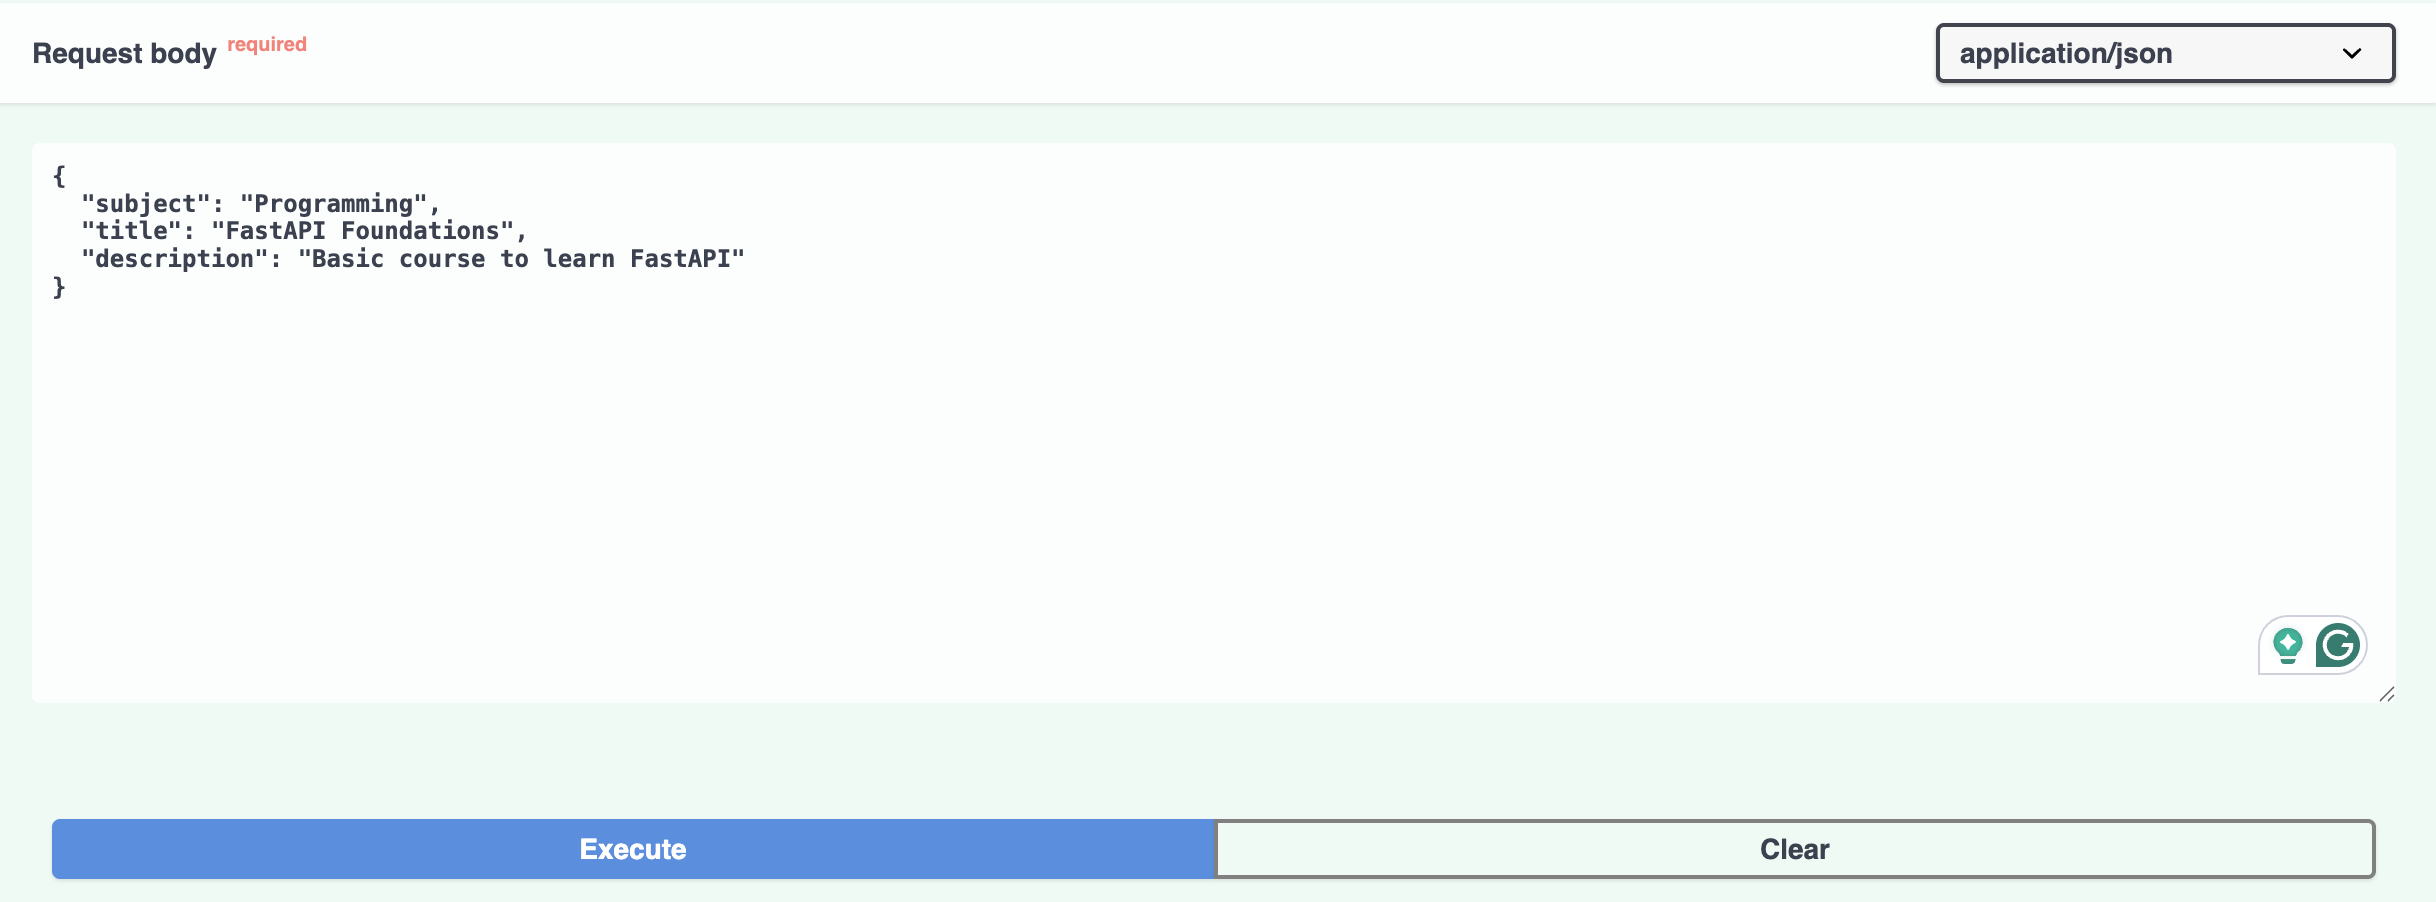 Request body required
application/json
{
  "subject": "Programming",
  "title": "FastAPI Foundations",
  "description": "Basic course to learn FastAPI"
}
Execute
Clear